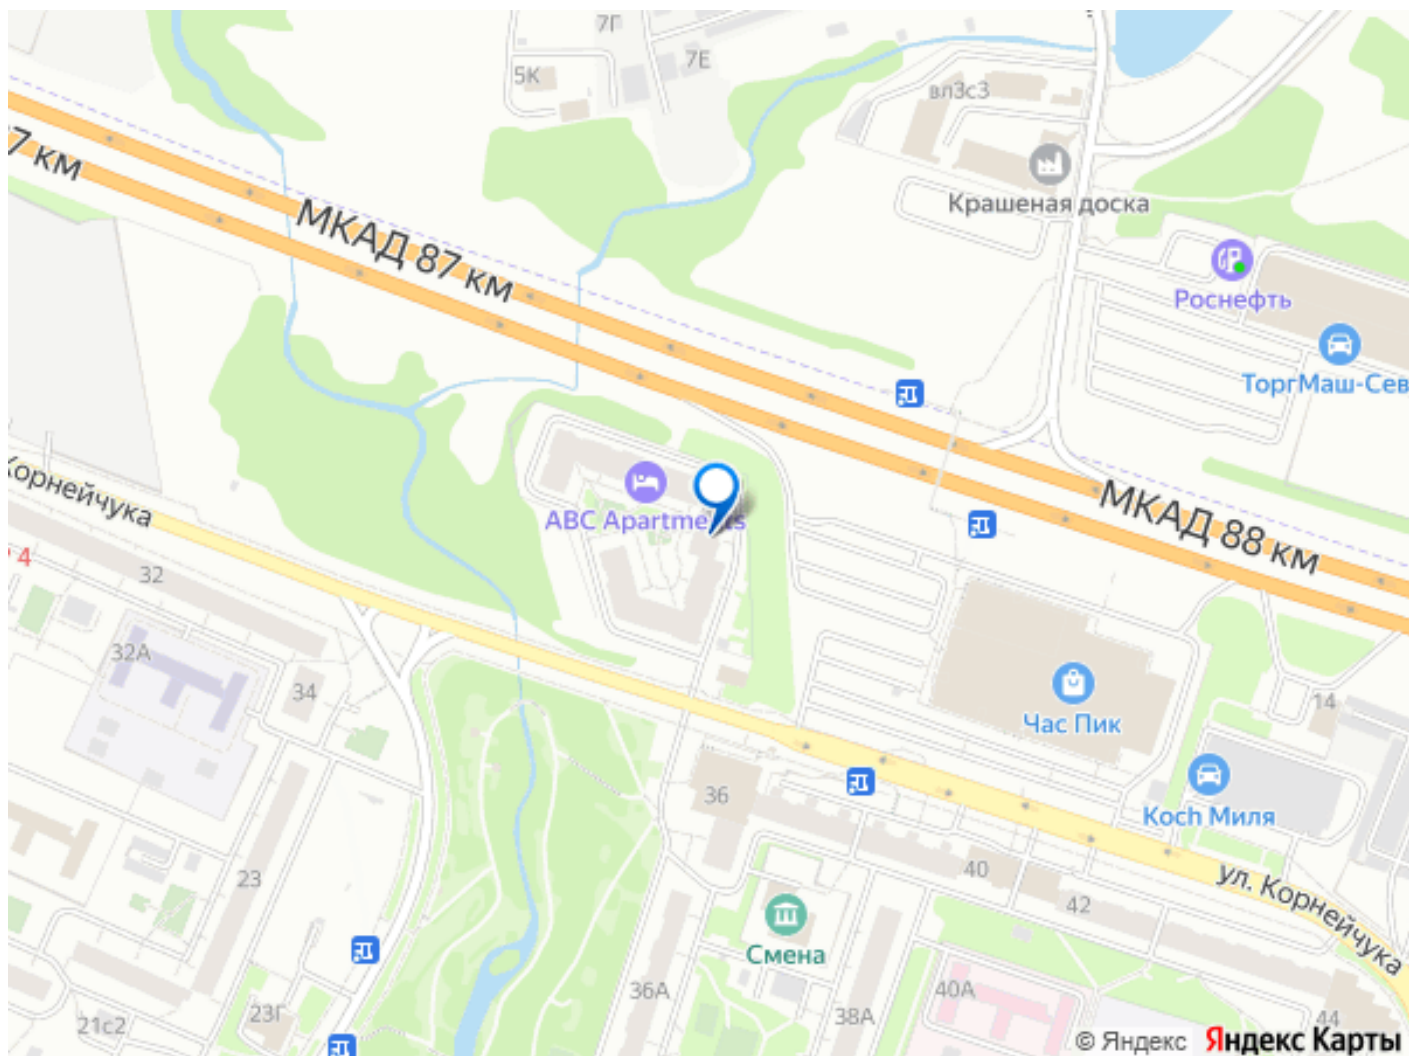 7Г
7Е
5К
вл3с3
Крашеная доска
7 км
МКАД 87 км
Роснефть
ТоргМаш-Сев
ABC Apartments
Корнейчука
МКАД 88 км
4
32
32А
34
Час Пик
14
36
Koch Миля
23
40
ул. Корнейчука
42
Смена
36А
40А
23Г
21с2
38А
44
© Яндекс Яндекс Карты